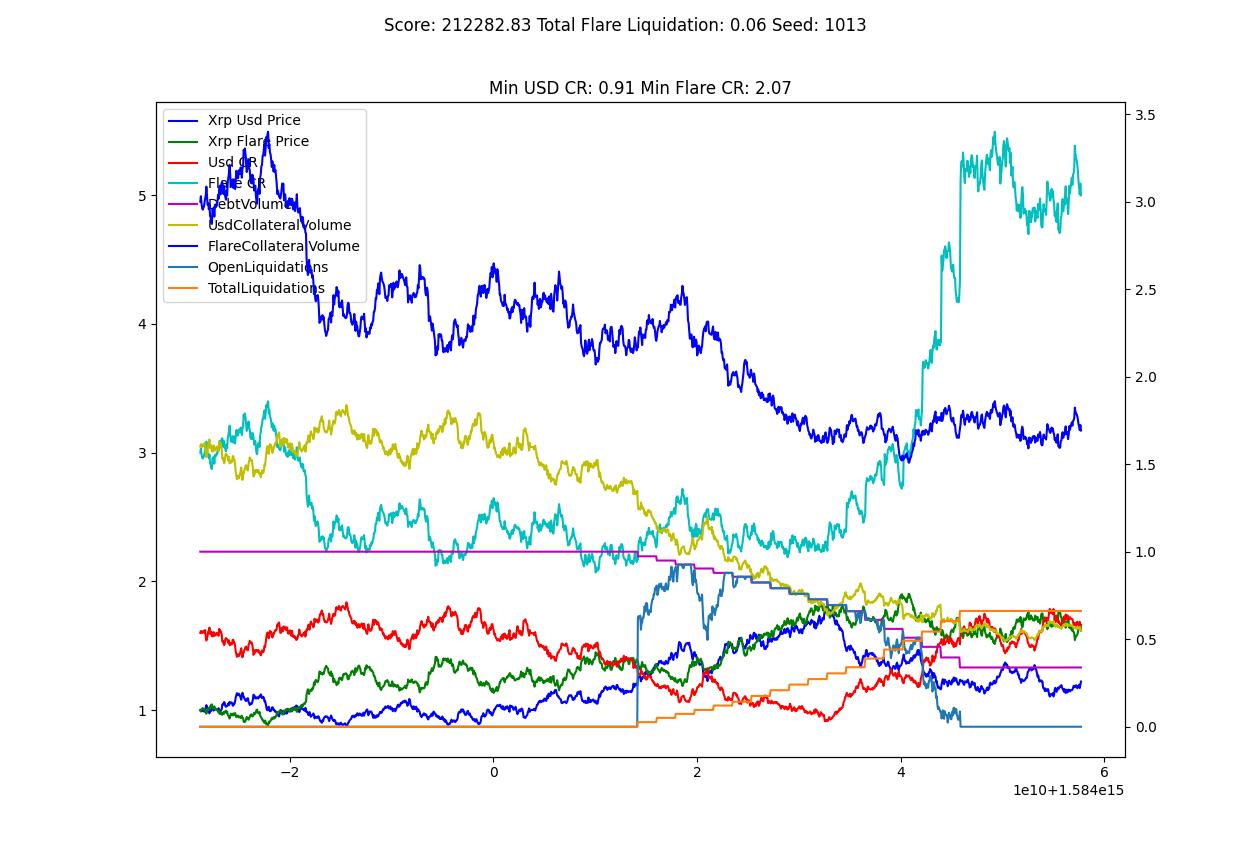 Score: 212282.83 Total Flare Liquidation: 0.06 Seed: 1013
Min USD CR: 0.91 Min Flare CR: 2.07
Xrp Usd Price
Xrp Flare Price
Usd CR
Flare CR
DebtVolume
UsdCollateralVolume
FlareCollateralVolume
OpenLiquidations
TotalLiquidations
5
4
3
2
1
3.5
3.0
2.5
2.0
1.5
1.0
0.5
0.0
−2
0
2
4
6
1e10+1.584e15